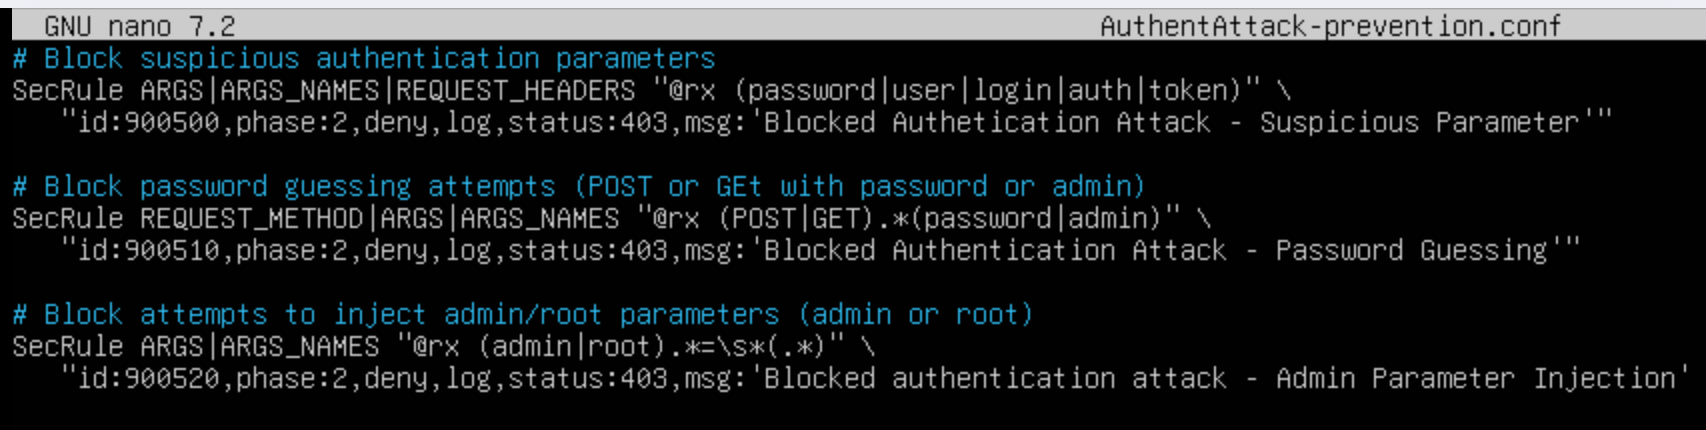 GNU nano 7.2 AuthentAttack-prevention.conf
# Block suspicious authentication parameters
SecRule ARGS|ARGS_NAMES|REQUEST_HEADERS "@rx (password|user|login|auth|token)" \
"id:900500,phase:2,deny,log,status:403,msg:'Blocked Authetication Attack - Suspicious Parameter'"
# Block password guessing attempts (POST or GEt with password or admin)
SecRule REQUEST_METHOD|ARGS|ARGS_NAMES "@rx (POST|GET).*(password|admin)" \
"id:900510,phase:2,deny,log,status:403,msg:'Blocked Authentication Attack - Password Guessing'"
# Block attempts to inject admin/root parameters (admin or root)
SecRule ARGS|ARGS_NAMES "@rx (admin|root).*=\s*(.*)" \
"id:900520,phase:2,deny,log,status:403,msg:'Blocked authentication attack - Admin Parameter Injection'